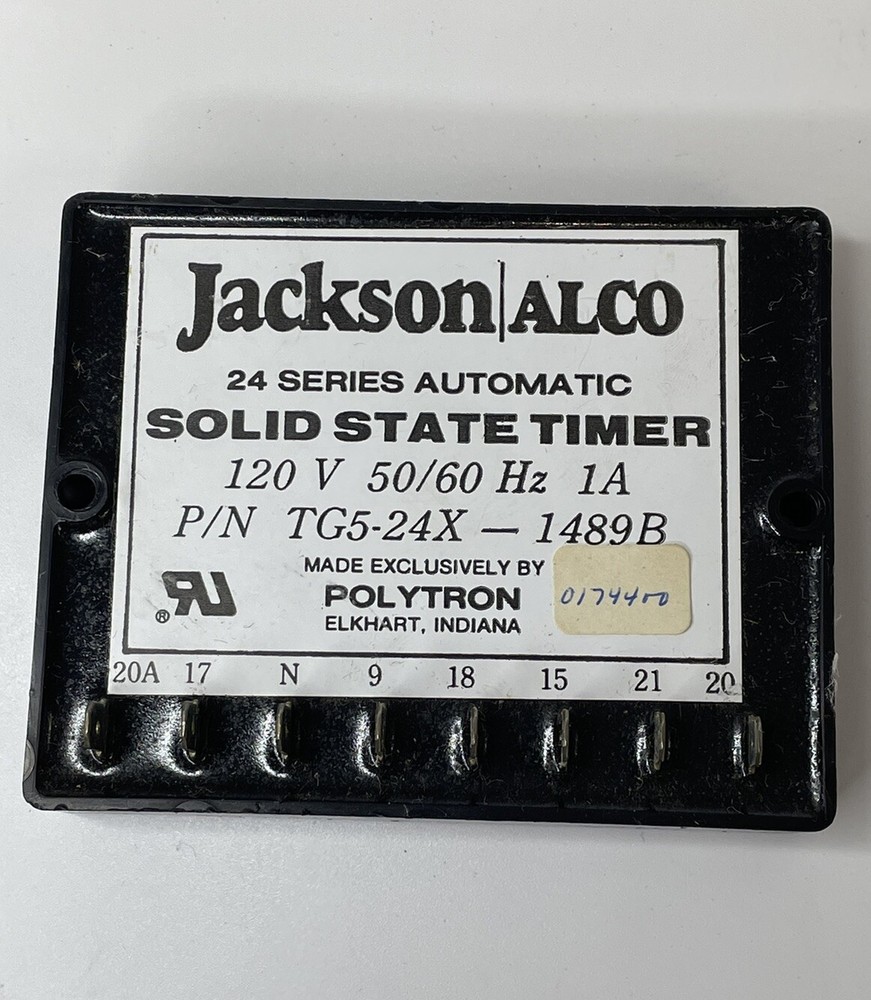 Jackson|ALCO
24 SERIES AUTOMATIC
SOLID STATE TIMER
120 V 50/60 Hz 1A
P/N TG5-24X — 1489B
MADE EXCLUSIVELY BY
POLYTRON
ELKHART, INDIANA
® RU
0174400
20A 17 N 9 18 15 21 20